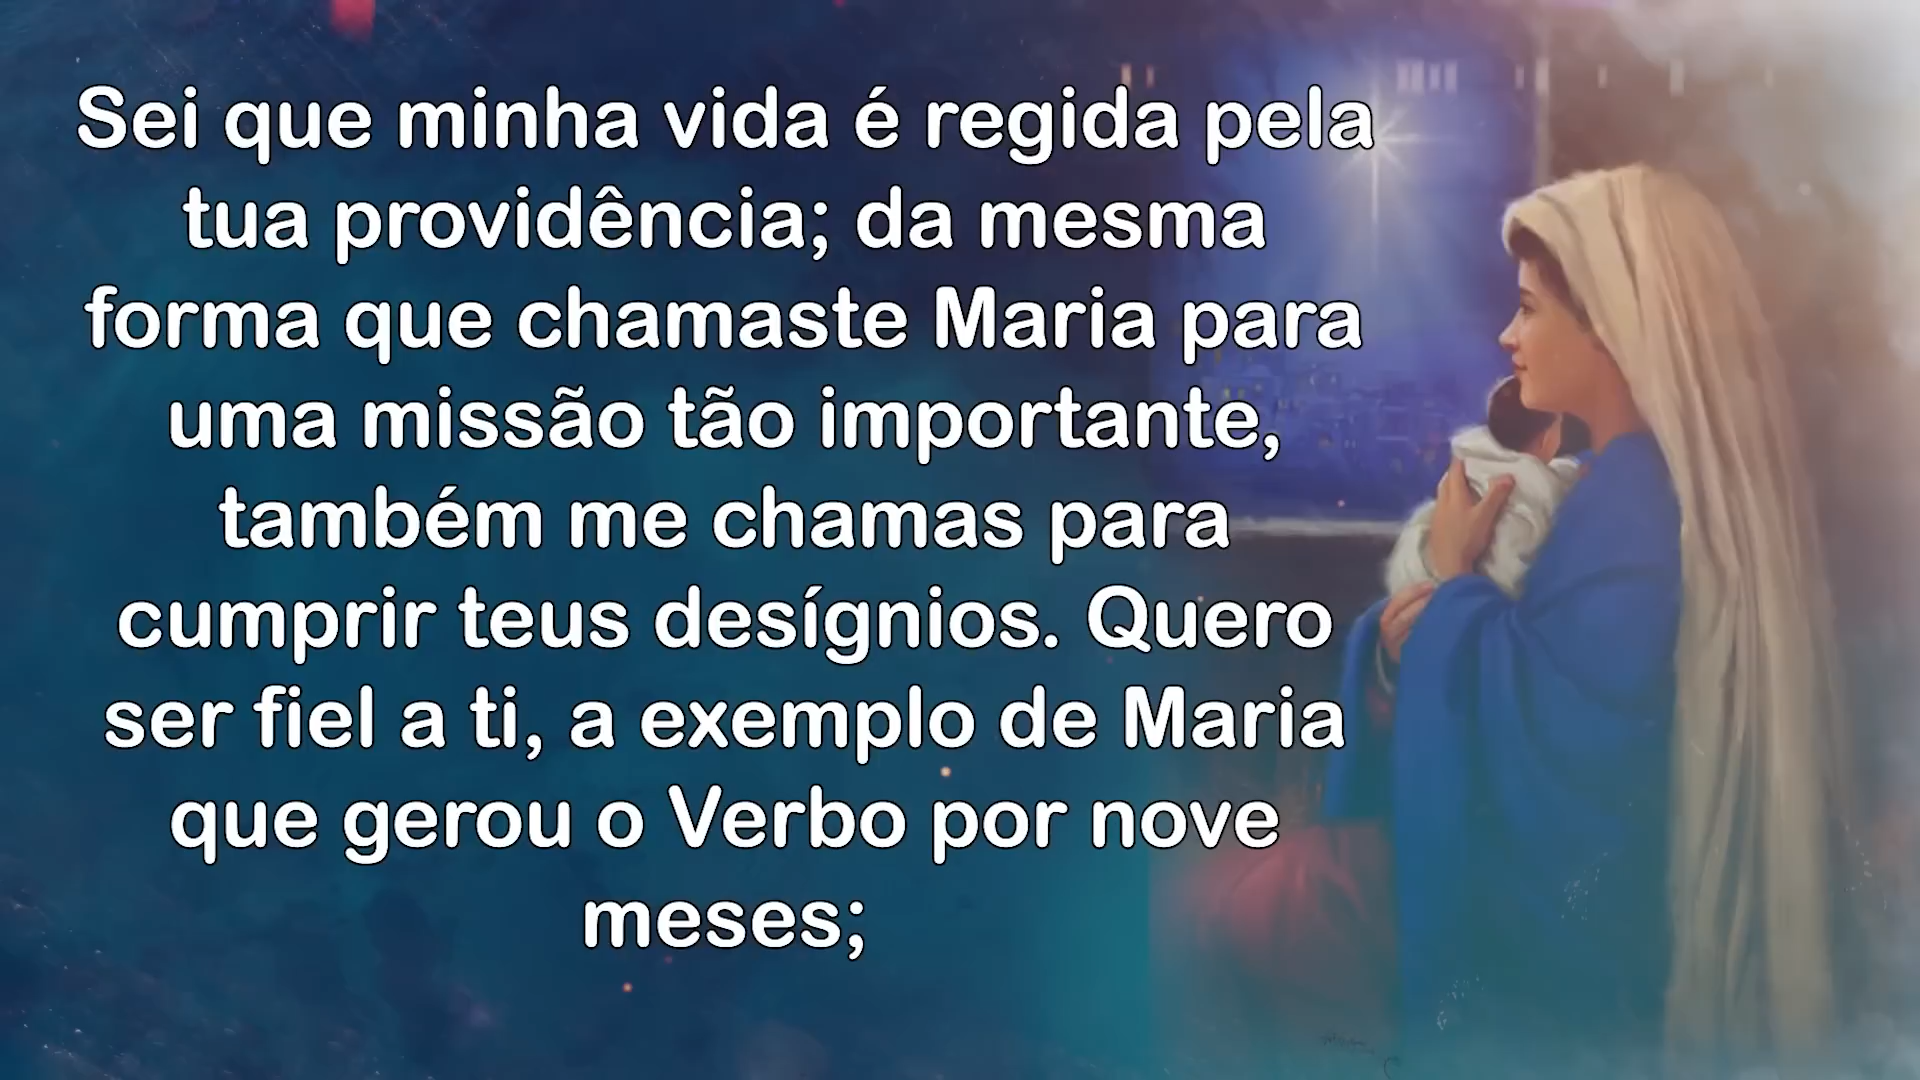 Sei que minha vida é regida pela
tua providência; da mesma
forma que chamaste Maria para
uma missão tão importante,
também me chamas para
cumprir teus desígnios. Quero
ser fiel a ti, a exemplo de Maria
que gerou o Verbo por nove
meses;